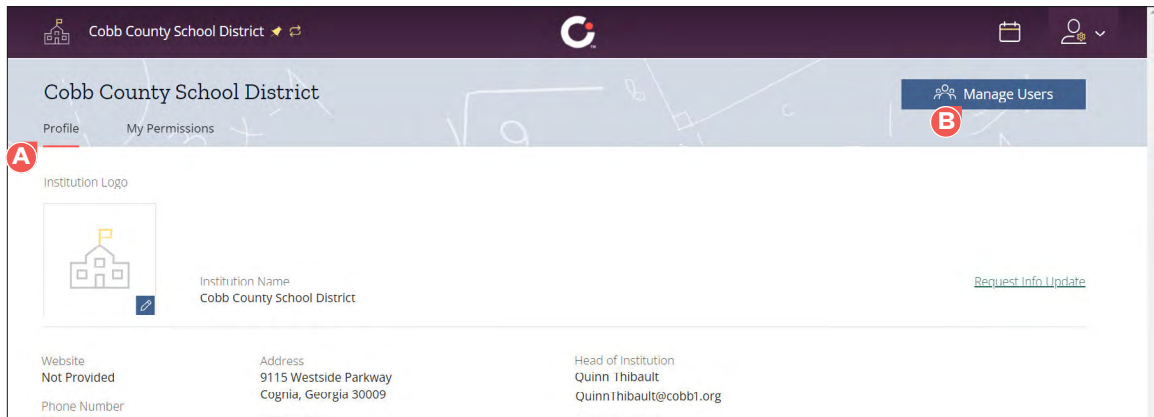 Cobb County School District
Cobb County School District
Manage Users
Profile My Permissions
A
B
Institution Logo
Institution Name
Cobb County School District
Request Info Update
Website
Not Provided
Phone Number
Address
9115 Westside Parkway
Cognia, Georgia 30009
Head of Institution
Quinn Thibault
QuinnThibault@cobb1.org